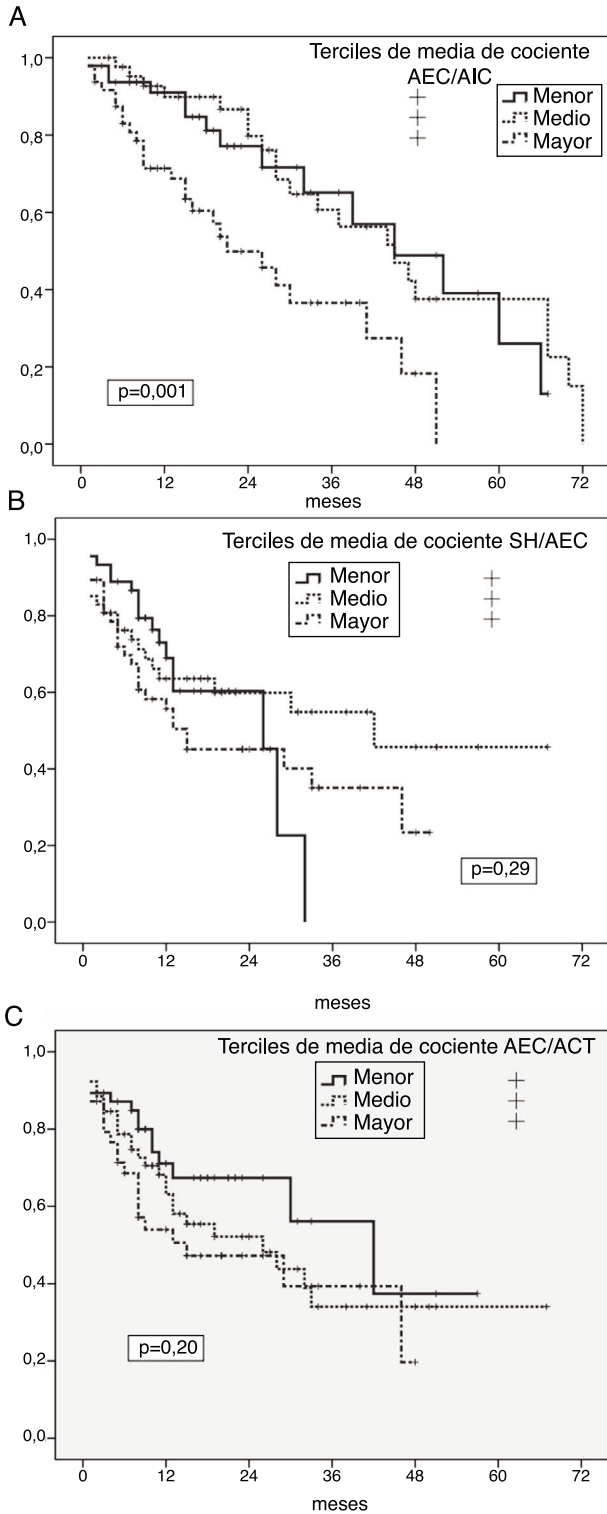 A
Terciles de media de cociente
AEC/AIC
Menor
Medio
Mayor
1,0
0,8
0,6
0,4
0,2
0,0
p=0,001
0 12 24 36 48 60 72
meses
B
Terciles de media de cociente SH/AEC
Menor
Medio
Mayor
1,0
0,8
0,6
0,4
0,2
0,0
p=0,29
0 12 24 36 48 60 72
meses
C
Terciles de media de cociente AEC/ACT
Menor
Medio
Mayor
1,0
0,8
0,6
0,4
0,2
0,0
p=0,20
0 12 24 36 48 60 72
meses